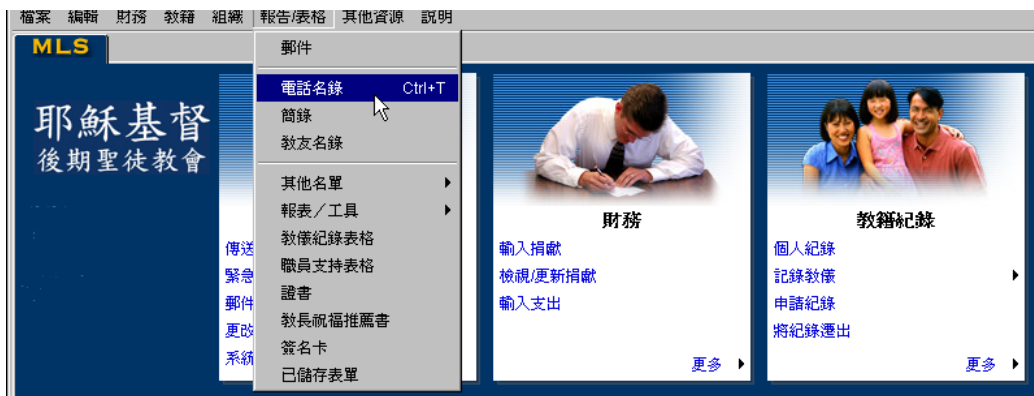 檔案 編輯 財務 教籍 組織 報告/表格 其他資源 說明
MLS
郵件
電話名錄 Ctrl+T
簡錄
教友名錄
其他名單
報表／工具
教儀紀錄表格
職員支持表格
證書
教長祝福推薦書
簽名卡
已儲存表單
耶穌基督
後期聖徒教會
傳送
緊急
郵件
更改
系統
財務
輸入捐獻
檢視/更新捐獻
輸入支出
更多
教籍紀錄
個人紀錄
記錄教儀
申請紀錄
將紀錄遷出
更多